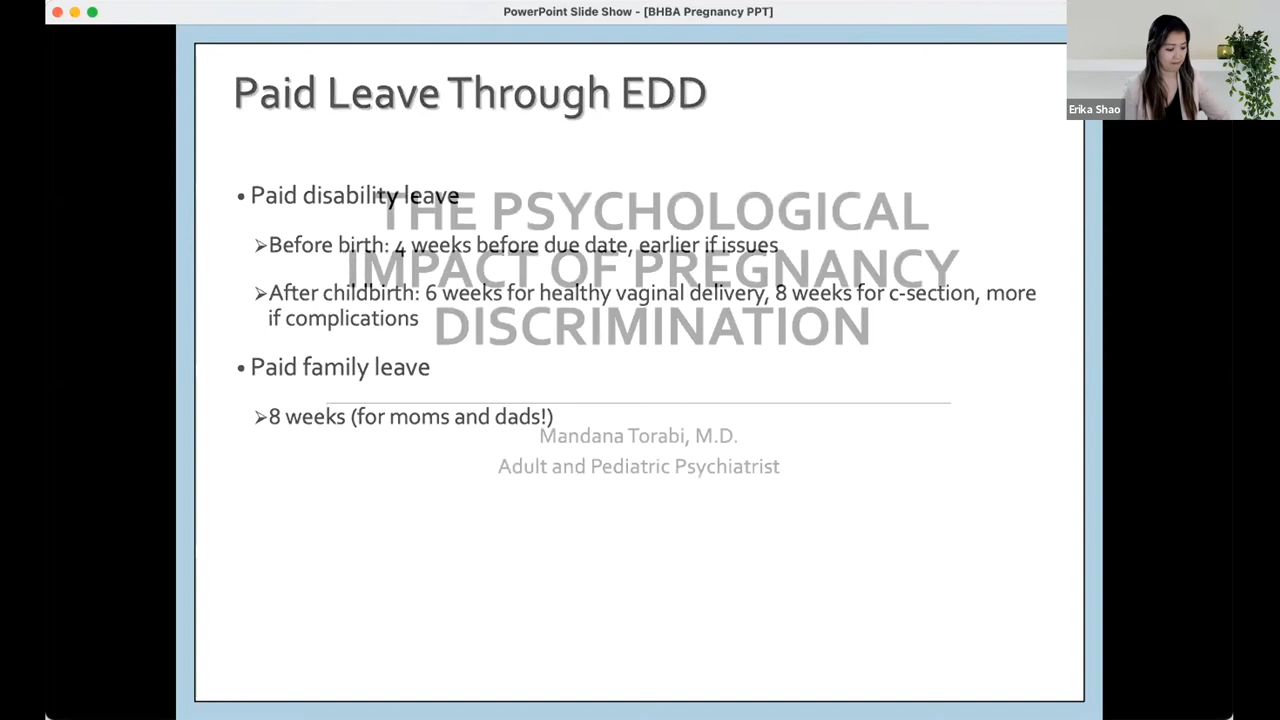 PowerPoint Slide Show - [BHBA Pregnancy PPT]
Erika Shao
Paid Leave Through EDD
• Paid disability leave
➢Before birth: 4 weeks before due date, earlier if issues
➢After childbirth: 6 weeks for healthy vaginal delivery, 8 weeks for c-section, more
if complications
• Paid family leave
➢8 weeks (for moms and dads!)
THE PSYCHOLOGICAL
IMPACT OF PREGNANCY
DISCRIMINATION
Mandana Torabi, M.D.
Adult and Pediatric Psychiatrist